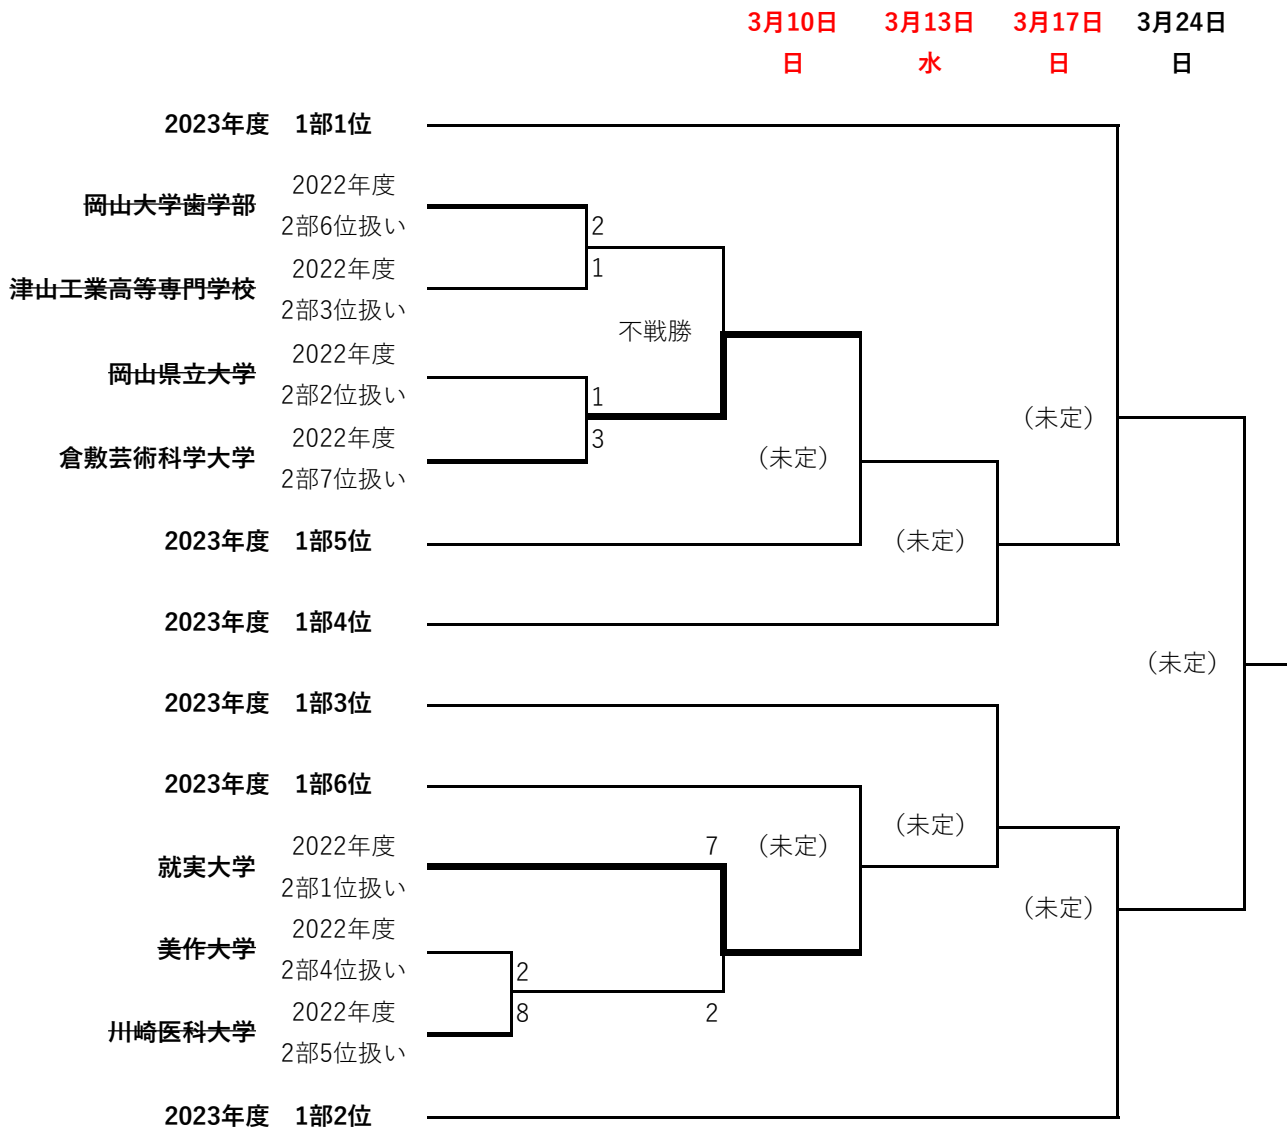 3月10日 3月13日 3月17日 3月24日
日 水 日 日
2023年度 1部1位
岡山大学歯学部 2022年度
2部6位扱い
2
津山工業高等専門学校 2022年度
2部3位扱い
1
不戦勝
岡山県立大学 2022年度
2部2位扱い
1
倉敷芸術科学大学 2022年度
2部7位扱い
3
(未定)
(未定)
2023年度 1部5位
(未定)
2023年度 1部4位
(未定)
2023年度 1部3位
2023年度 1部6位
(未定)
就実大学 2022年度
2部1位扱い
7
(未定)
美作大学 2022年度
2部4位扱い
2
(未定)
川崎医科大学 2022年度
2部5位扱い
8
2
2023年度 1部2位